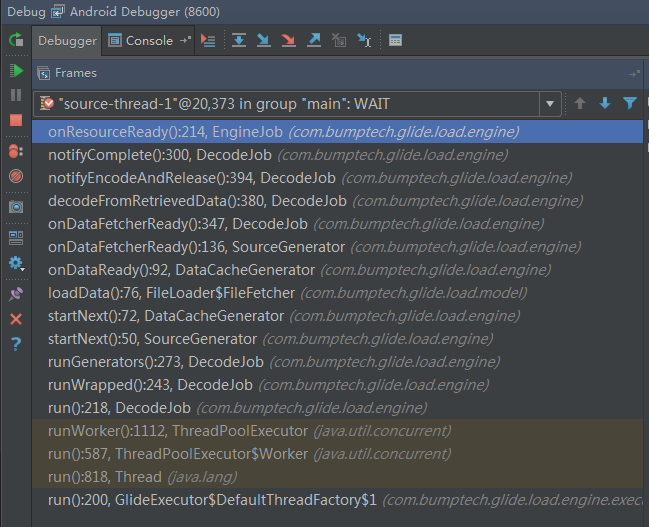 Debug Android Debugger (8600)
Debugger Console
Frames
"source-thread-1"@20,373 in group "main": WAIT
onResourceReady():214, EngineJob (com.bumptech.glide.load.engine)
notifyComplete():300, DecodeJob (com.bumptech.glide.load.engine)
notifyEncodeAndRelease():394, DecodeJob (com.bumptech.glide.load.engine)
decodeFromRetrievedData():380, DecodeJob (com.bumptech.glide.load.engine)
onDataFetcherReady():347, DecodeJob (com.bumptech.glide.load.engine)
onDataFetcherReady():136, SourceGenerator (com.bumptech.glide.load.engine)
onDataReady():92, DataCacheGenerator (com.bumptech.glide.load.engine)
loadData():76, FileLoader$FileFetcher (com.bumptech.glide.load.model)
startNext():72, DataCacheGenerator (com.bumptech.glide.load.engine)
startNext():50, SourceGenerator (com.bumptech.glide.load.engine)
runGenerators():273, DecodeJob (com.bumptech.glide.load.engine)
runWrapped():243, DecodeJob (com.bumptech.glide.load.engine)
run():218, DecodeJob (com.bumptech.glide.load.engine)
runWorker():1112, ThreadPoolExecutor (java.util.concurrent)
run():587, ThreadPoolExecutor$Worker (java.util.concurrent)
run():818, Thread (java.lang)
run():200, GlideExecutor$DefaultThreadFactory$1 (com.bumptech.glide.load.engine.exec